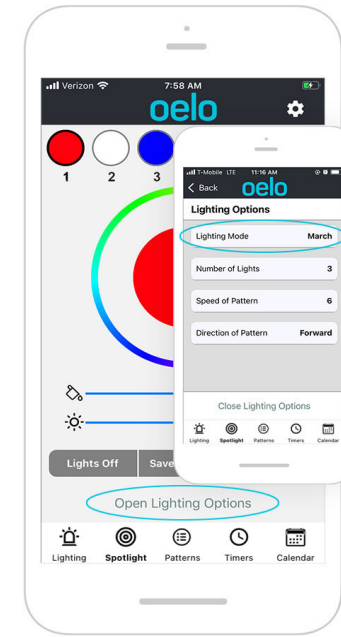 Verizon 7:58 AM
oelo
1 2 3
Lights Off Save
Open Lighting Options
Lighting Spotlight Patterns Timers Calendar
T-Mobile LTE 11:16 AM
Back oelo
Lighting Options
Lighting Mode March
Number of Lights 3
Speed of Pattern 6
Direction of Pattern Forward
Close Lighting Options
Lighting Spotlight Patterns Timers Calendar